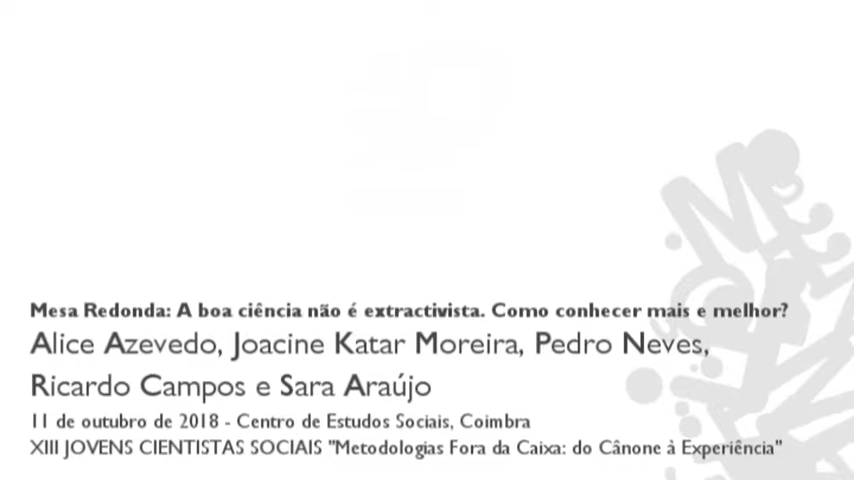 Mesa Redonda: A boa ciência não é extractivista. Como conhecer mais e melhor?
Alice Azevedo, Joacine Katar Moreira, Pedro Neves,
Ricardo Campos e Sara Araújo
11 de outubro de 2018 - Centro de Estudos Sociais, Coimbra
XIII JOVENS CIENTISTAS SOCIAIS "Metodologias Fora da Caixa: do Cânone à Experiência"